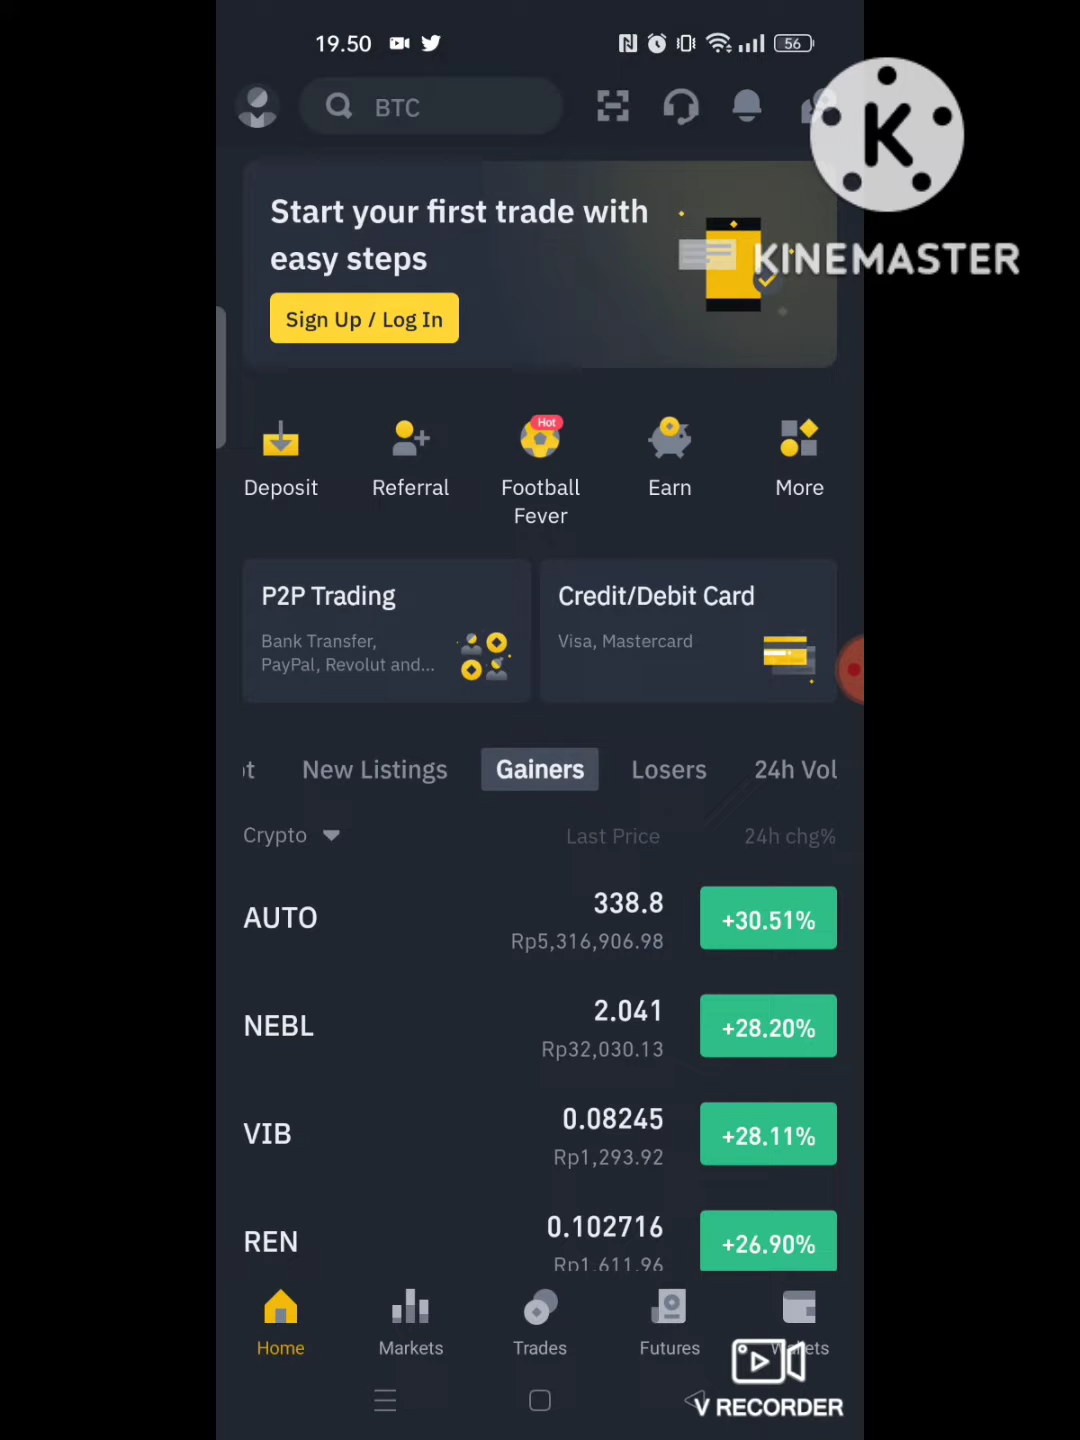 19.50
56
BTC
K
KINEMASTER
Start your first trade with
easy steps
Sign Up / Log In
Hot
Deposit
Referral
Football
Fever
Earn
More
P2P Trading
Bank Transfer,
PayPal, Revolut and...
Credit/Debit Card
Visa, Mastercard
New Listings
Gainers
Losers
24h Vol
Crypto
Last Price
24h chg%
AUTO
338.8
Rp5,316,906.98
+30.51%
NEBL
2.041
Rp32,030.13
+28.20%
VIB
0.08245
Rp1,293.92
+28.11%
REN
0.102716
Rp1,611.96
+26.90%
Home
Markets
Trades
Futures
V RECORDER